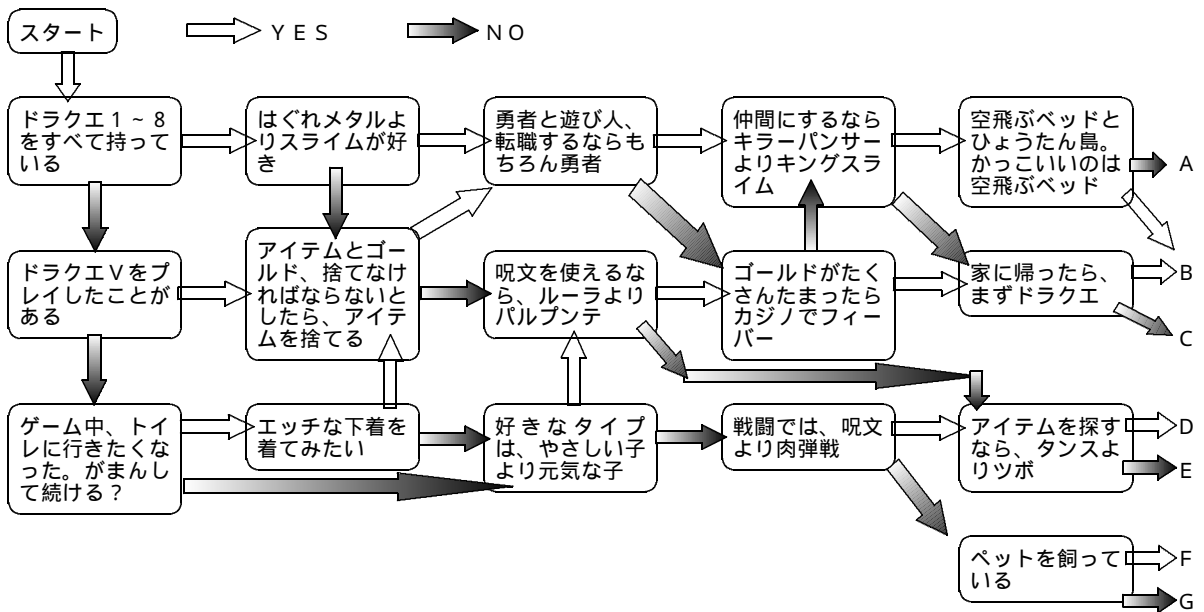 スタート
ＹＥＳ
ＮＯ
ドラクエ１～８
をすべて持って
いる
はぐれメタルよ
りスライムが好
き
勇者と遊び人、
転職するならも
ちろん勇者
仲間にするなら
キラーパンサー
よりキングスラ
イム
空飛ぶベッドと
ひょうたん島。
かっこいいのは
空飛ぶベッド
A
ドラクエＶをプ
レイしたことが
ある
アイテムとゴー
ルド、捨てなけ
ればならないと
したら、アイテ
ムを捨てる
呪文を使えるな
ら、ルーラより
パルプンテ
ゴールドがたく
さんたまったら
カジノでフィー
バー
家に帰ったら、
まずドラクエ
B
C
ゲーム中、トイ
レに行きたくな
った。がまんし
て続ける？
エッチな下着を
着てみたい
好きなタイプ
は、やさしい子
より元気な子
戦闘では、呪文
より肉弾戦
アイテムを探す
なら、タンスよ
りツボ
D
E
ペットを飼って
いる
F
G